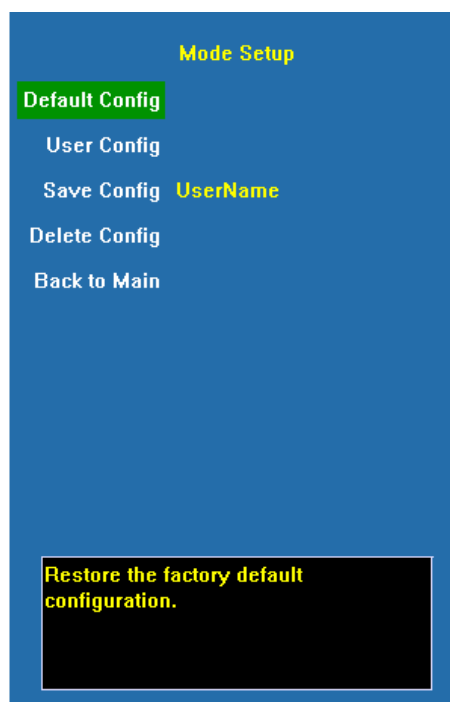 Mode Setup
Default Config
User Config
Save Config UserName
Delete Config
Back to Main
Restore the factory default
configuration.